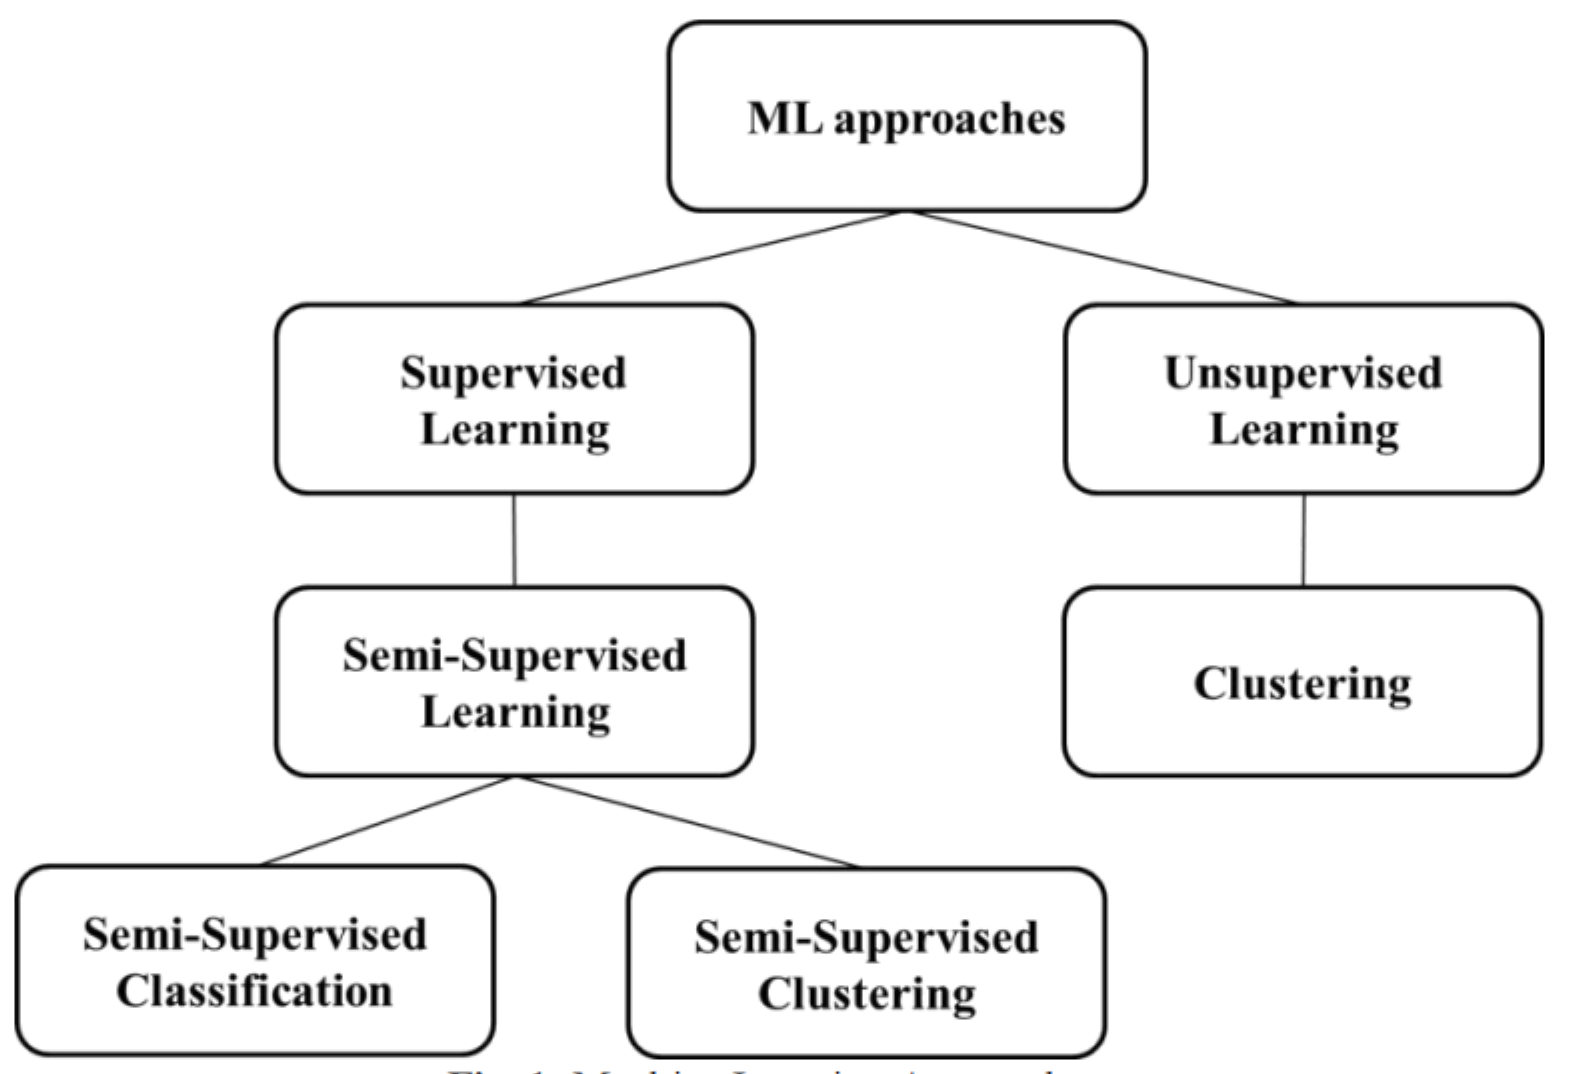 ML approaches
Supervised
Learning
Unsupervised
Learning
Semi-Supervised
Learning
Clustering
Semi-Supervised
Classification
Semi-Supervised
Clustering